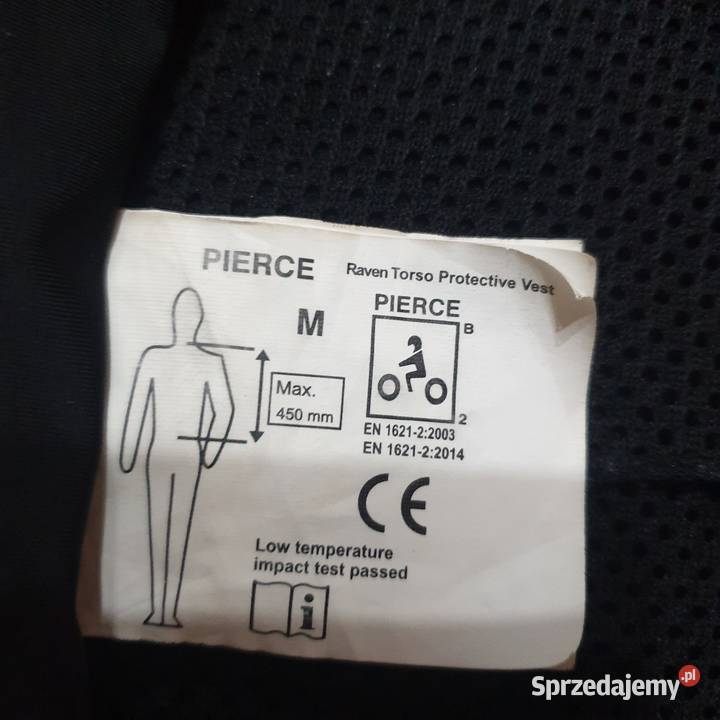 PIERCE
Raven Torso Protective Vest
M
PIERCE
B
Max.
450 mm
2
EN 1621-2:2003
EN 1621-2:2014
CE
Low temperature
impact test passed
i
Sprzedajemy.pl